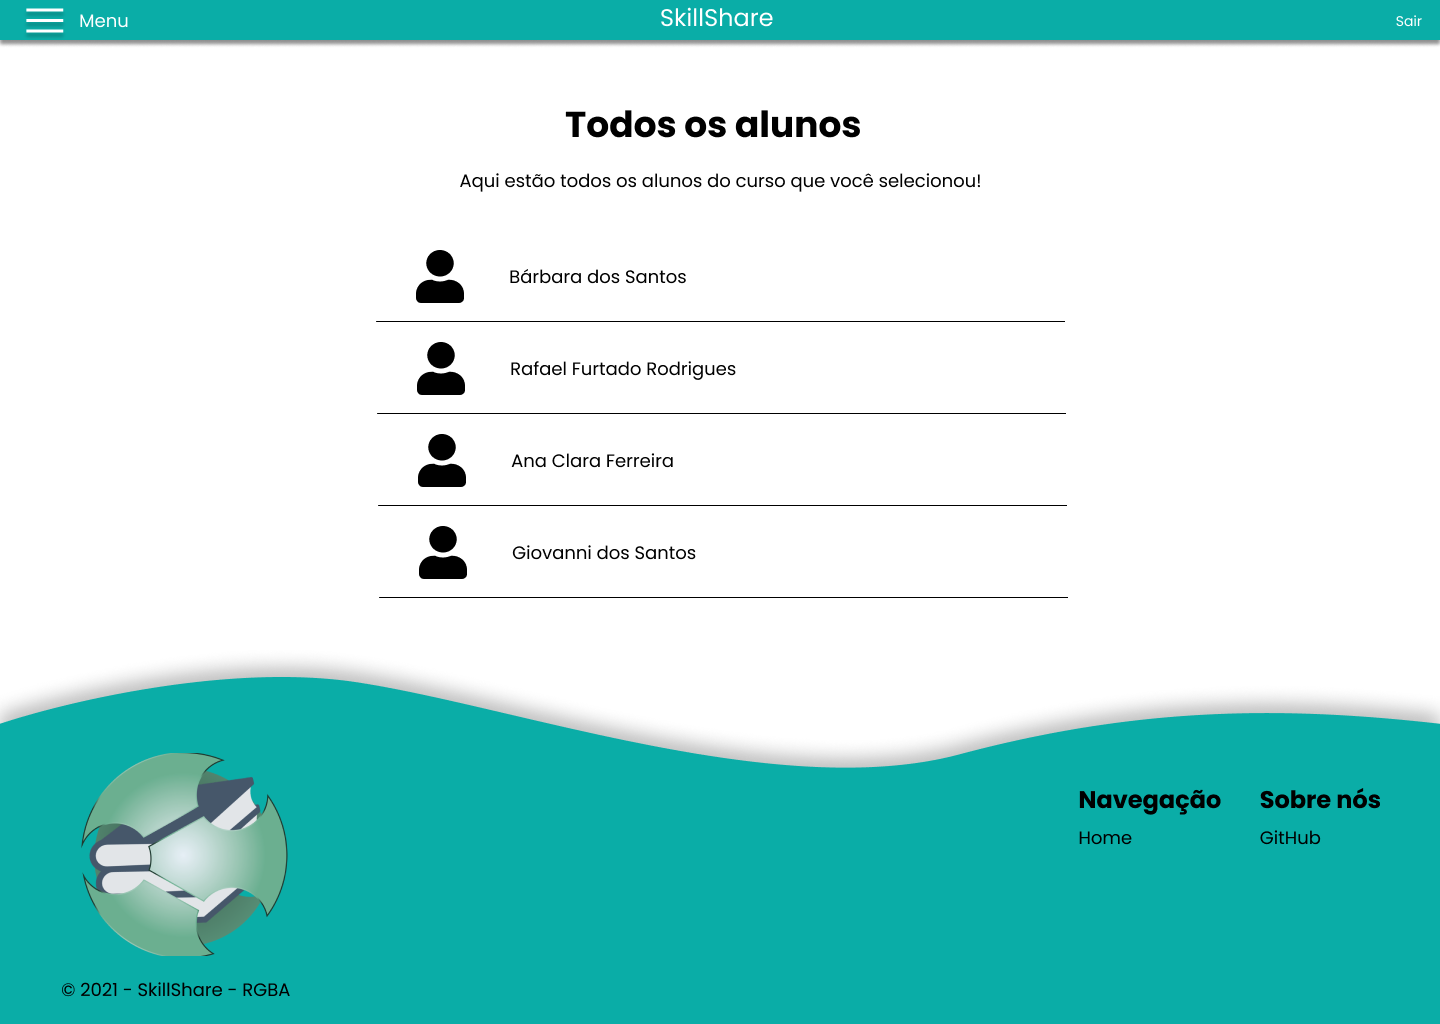 Menu
SkillShare
Sair
Todos os alunos
Aqui estão todos os alunos do curso que você selecionou!
Bárbara dos Santos
Rafael Furtado Rodrigues
Ana Clara Ferreira
Giovanni dos Santos
Navegação
Home
Sobre nós
GitHub
© 2021 - SkillShare - RGBA